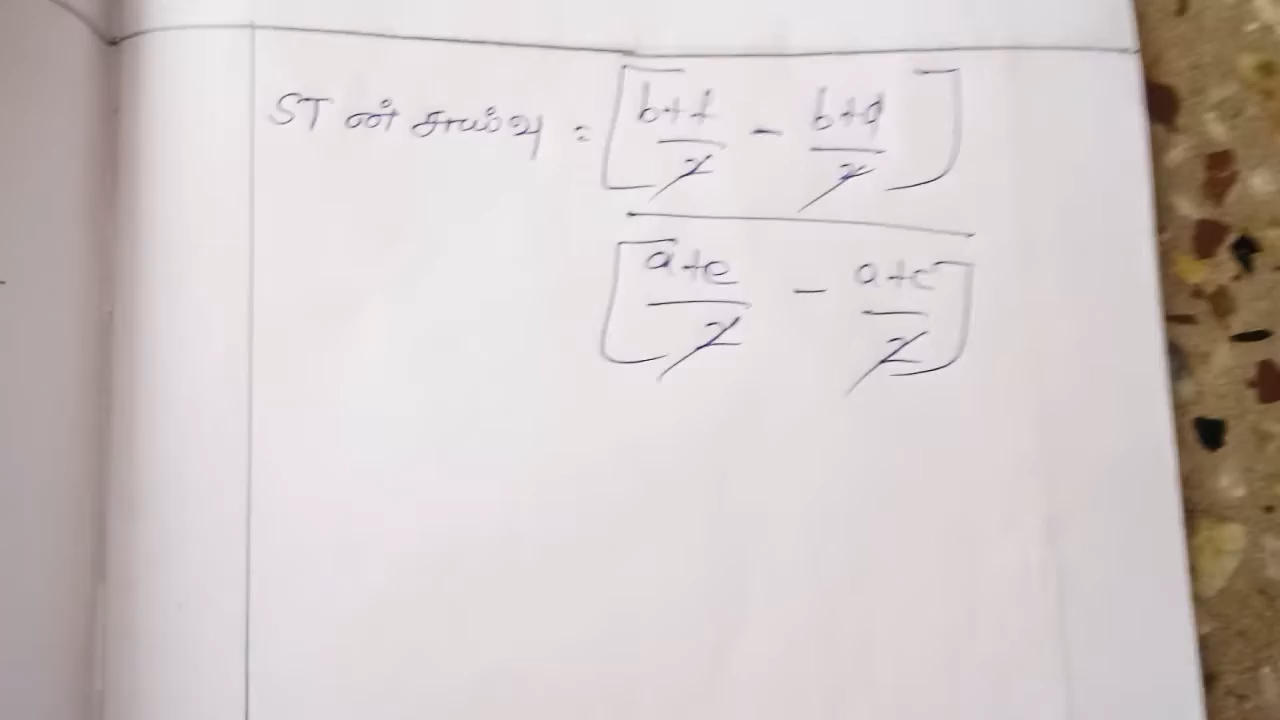 ST ன் சாய்வு = [b+f/2 - b+d/2]
[a+e/2 - a+c/2]